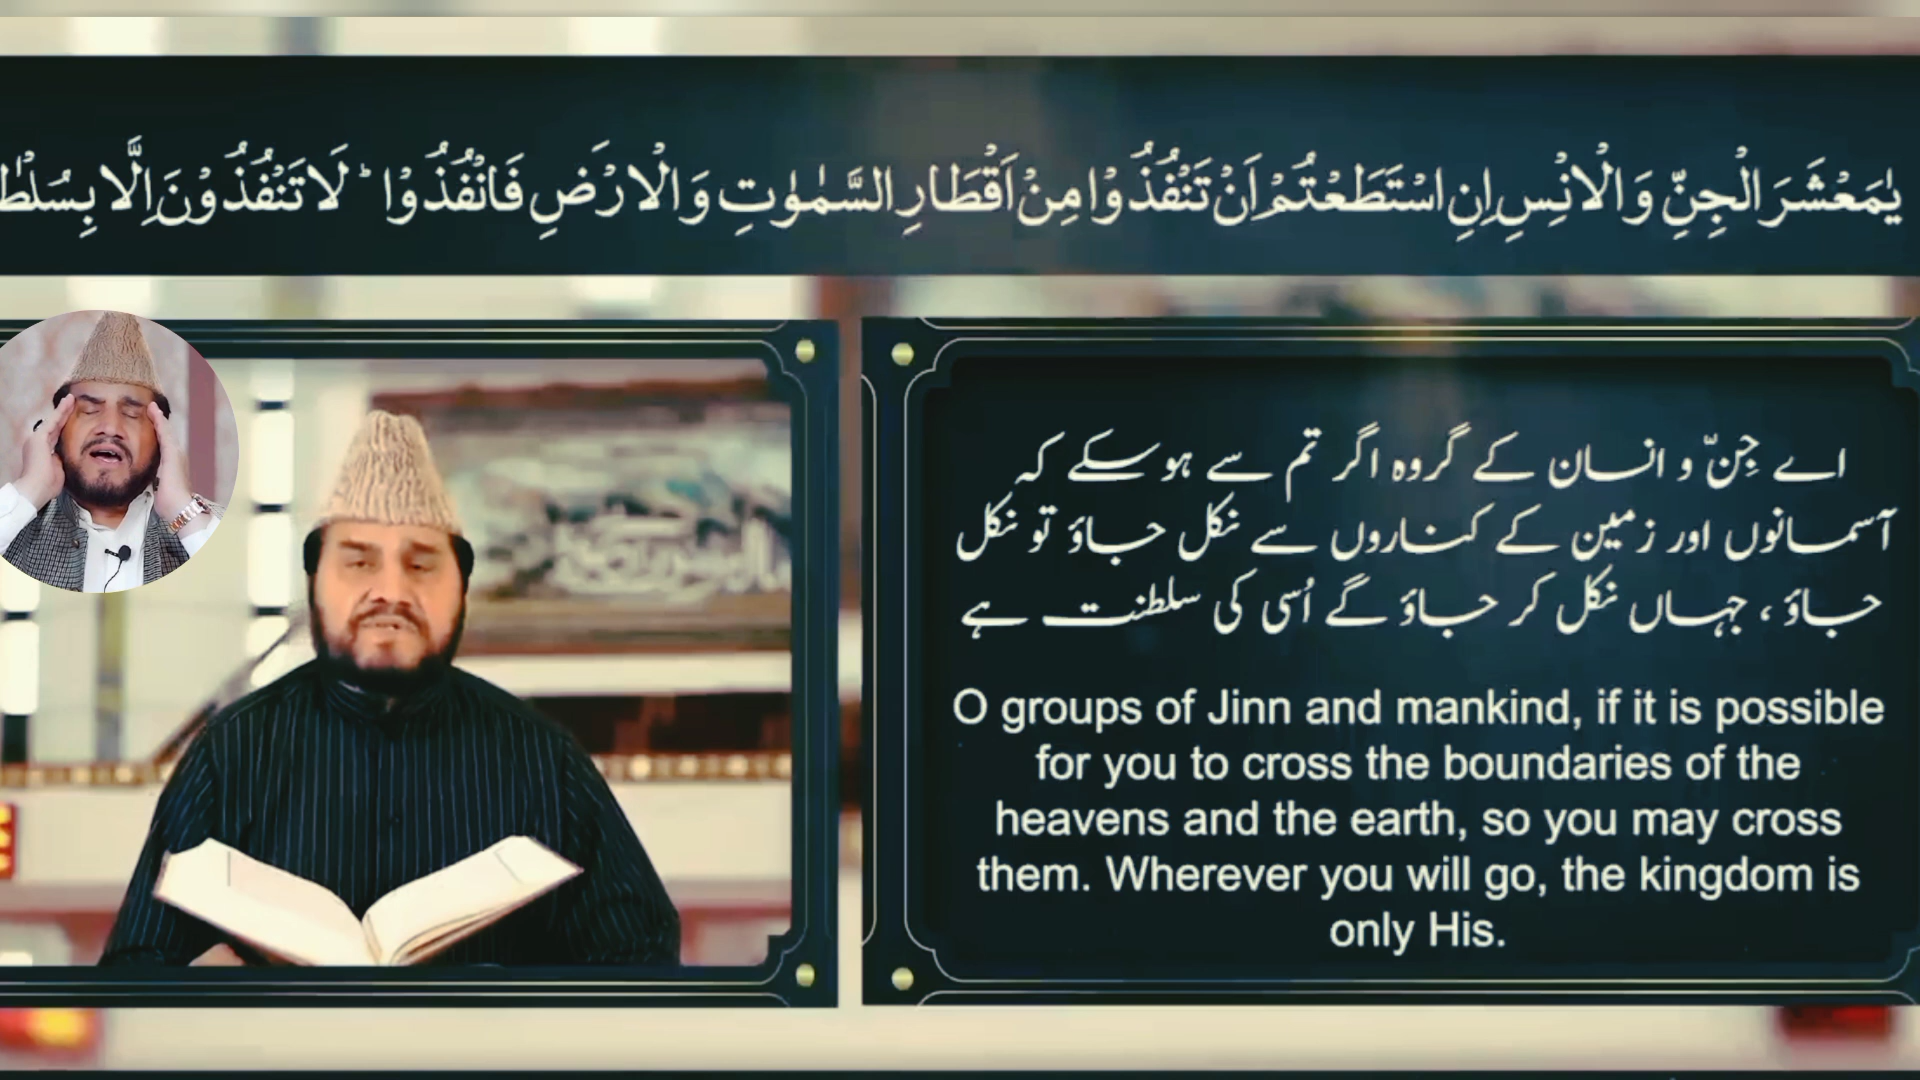 يٰمَعْشَرَ الْجِنِّ وَالْاِنْسِ اِنِ اسْتَطَعْتُمْ اَنْ تَنْفُذُوْا مِنْ اَقْطَارِ السَّمٰوٰتِ وَالْاَرْضِ فَانْفُذُوْا ؕ لَا تَنْفُذُوْنَ اِلَّا بِسُلْطٰ
اے جِنّ و انسان کے گروہ اگر تم سے ہوسکے کہ
آسمانوں اور زمین کے کناروں سے نکل جاؤ تو نکل
جاؤ ، جہاں نکل کر جاؤ گے اُسی کی سلطنت ہے
O groups of Jinn and mankind, if it is possible
for you to cross the boundaries of the
heavens and the earth, so you may cross
them. Wherever you will go, the kingdom is
only His.